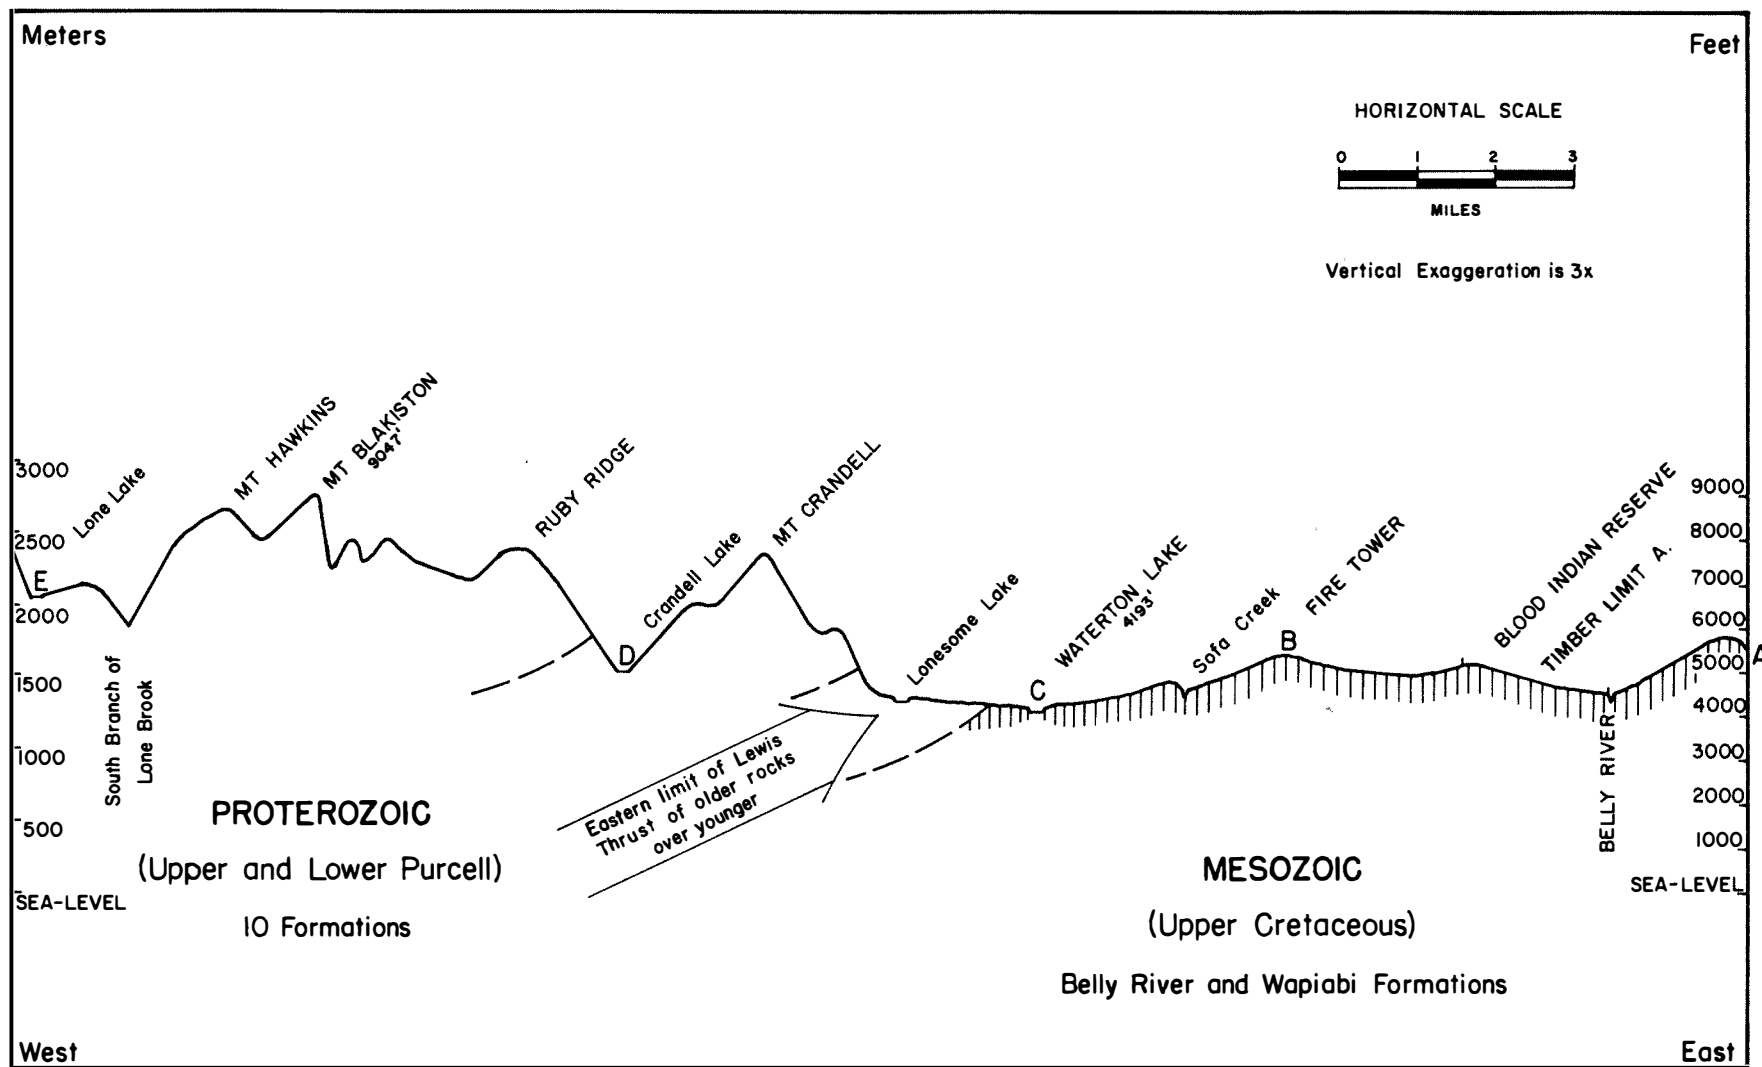 Meters
Feet
HORIZONTAL SCALE
0 1 2 3
MILES
Vertical Exaggeration is 3x
Lone Lake
MT HAWKINS
MT BLAKISTON
9047'
RUBY RIDGE
Crandell Lake
MT CRANDELL
Lonesome Lake
WATERTON LAKE
4193'
Sofa Creek
FIRE TOWER
BLOOD INDIAN RESERVE
TIMBER LIMIT A.
3000
2500
2000
1500
1000
500
SEA-LEVEL
9000
8000
7000
6000
5000
4000
3000
2000
1000
SEA-LEVEL
E
D
C
B
A
South Branch of
Lone Brook
BELLY RIVER
Eastern limit of Lewis
Thrust of older rocks
over younger
PROTEROZOIC
(Upper and Lower Purcell)
10 Formations
MESOZOIC
(Upper Cretaceous)
Belly River and Wapiabi Formations
West
East